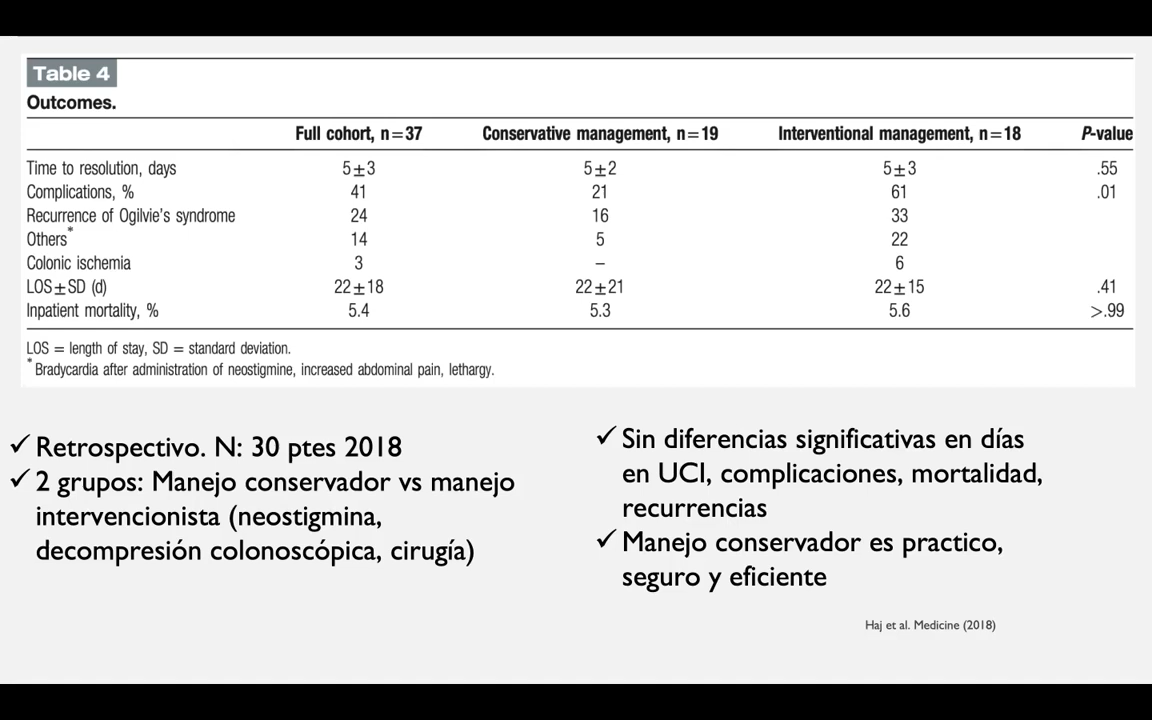 Table 4
Outcomes.
Full cohort, n=37 Conservative management, n=19 Interventional management, n=18 P-value
Time to resolution, days 5±3 5±2 5±3 .55
Complications, % 41 21 61 .01
Recurrence of Ogilvie's syndrome 24 16 33
Others* 14 5 22
Colonic ischemia 3 – 6
LOS±SD (d) 22±18 22±21 22±15 .41
Inpatient mortality, % 5.4 5.3 5.6 >.99
LOS = length of stay, SD = standard deviation.
* Bradycardia after administration of neostigmine, increased abdominal pain, lethargy.
✓ Retrospectivo. N: 30 ptes 2018
✓ 2 grupos: Manejo conservador vs manejo
intervencionista (neostigmina,
decompresión colonoscópica, cirugía)
✓ Sin diferencias significativas en días
en UCI, complicaciones, mortalidad,
recurrencias
✓ Manejo conservador es practico,
seguro y eficiente
Haj et al. Medicine (2018)